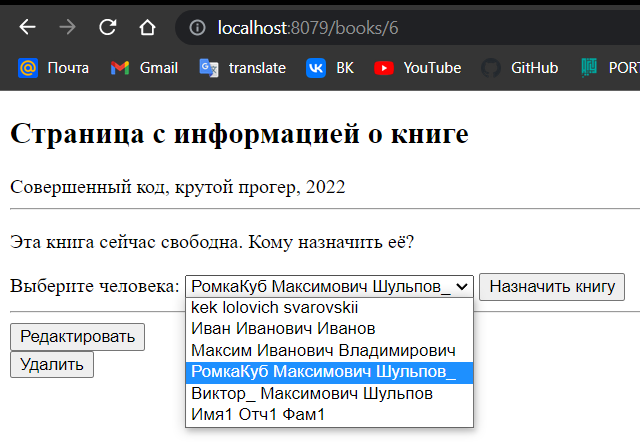 localhost:8079/books/6
Почта Gmail translate ВК YouTube GitHub PORT
Страница с информацией о книге
Совершенный код, крутой прогер, 2022
Эта книга сейчас свободна. Кому назначить её?
Выберите человека: РомкаКуб Максимович Шульпов_ Назначить книгу
kek lolovich svarovskii
Иван Иванович Иванов
Максим Иванович Владимирович
РомкаКуб Максимович Шульпов_
Виктор_ Максимович Шульпов
Имя1 Отч1 Фам1
Редактировать
Удалить